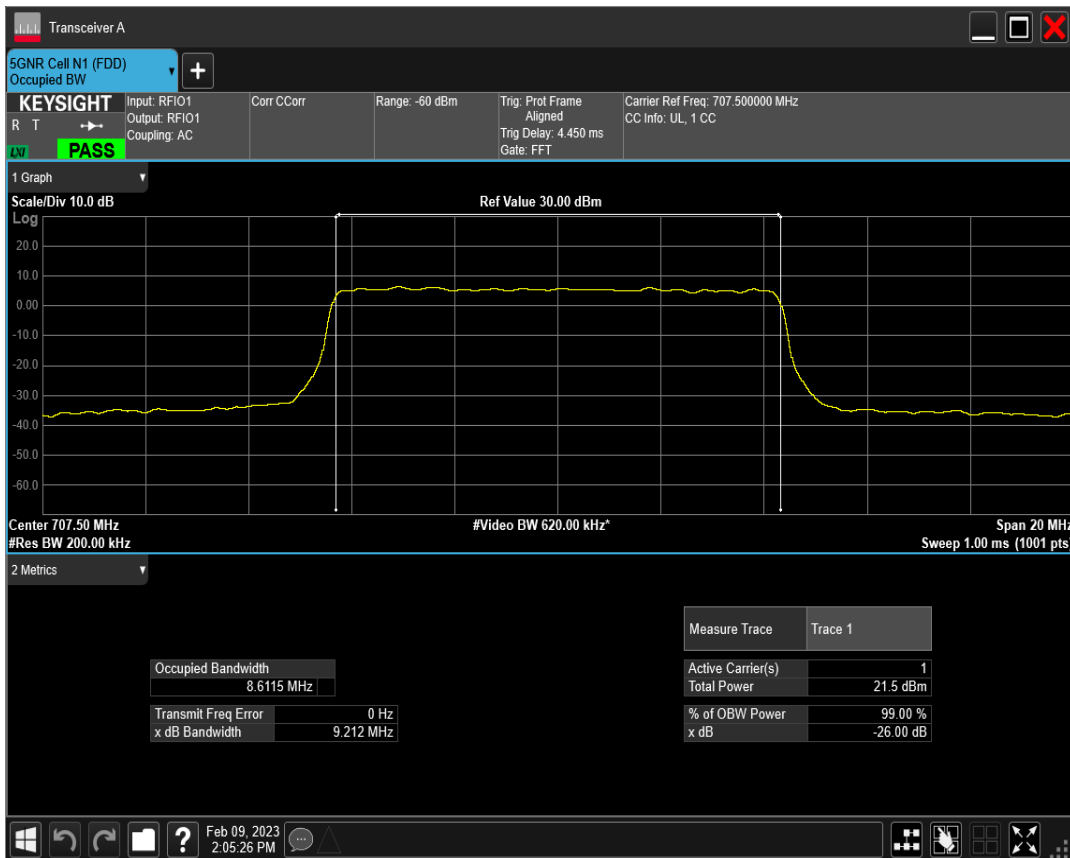 Transceiver A
5GNR Cell N1 (FDD)
Occupied BW
+
KEYSIGHT
R T
LXI
PASS
Input: RFIO1
Output: RFIO1
Coupling: AC
Corr CCorr
Range: -60 dBm
Trig: Prot Frame
Aligned
Trig Delay: 4.450 ms
Gate: FFT
Carrier Ref Freq: 707.500000 MHz
CC Info: UL, 1 CC
1 Graph
Scale/Div 10.0 dB
Ref Value 30.00 dBm
Log
20.0
10.0
0.00
-10.0
-20.0
-30.0
-40.0
-50.0
-60.0
Center 707.50 MHz
#Video BW 620.00 kHz*
Span 20 MHz
#Res BW 200.00 kHz
Sweep 1.00 ms (1001 pts)
2 Metrics
Measure Trace Trace 1
Occupied Bandwidth
8.6115 MHz
Active Carrier(s) 1
Total Power 21.5 dBm
Transmit Freq Error 0 Hz
x dB Bandwidth 9.212 MHz
% of OBW Power 99.00 %
x dB -26.00 dB
?
Feb 09, 2023
2:05:26 PM